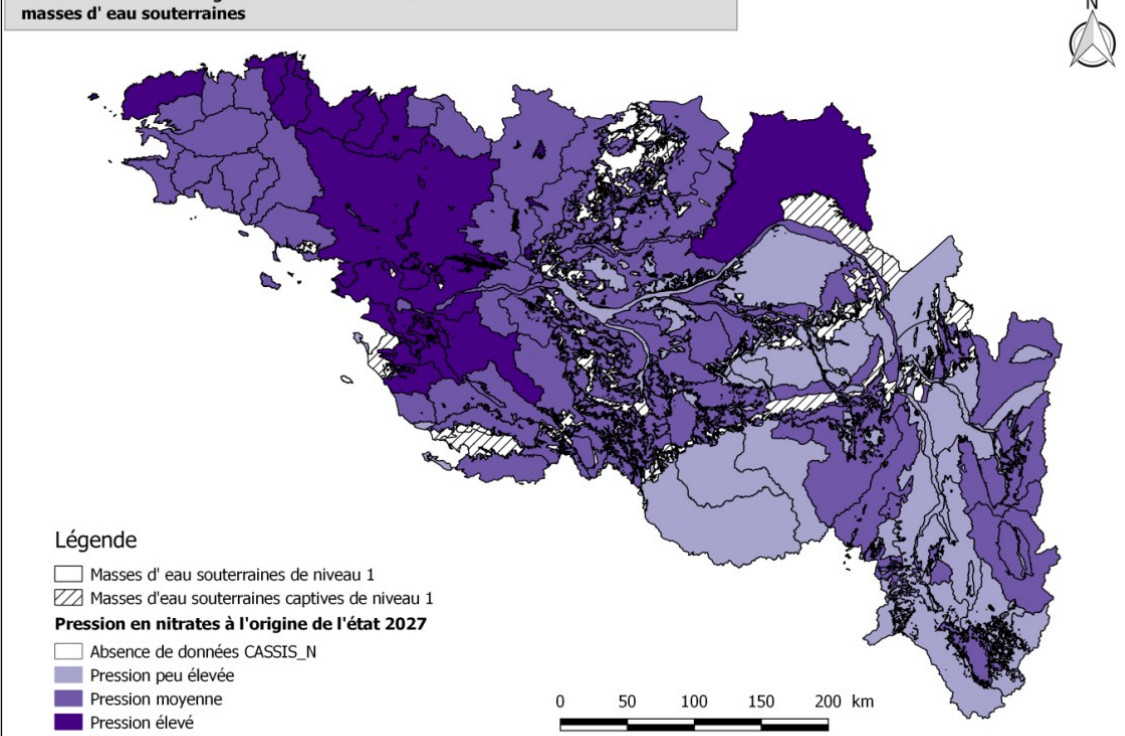 masses d' eau souterraines
N
Légende
Masses d' eau souterraines de niveau 1
Masses d'eau souterraines captives de niveau 1
Pression en nitrates à l'origine de l'état 2027
Absence de données CASSIS_N
Pression peu élevée
Pression moyenne
Pression élevé
0 50 100 150 200 km